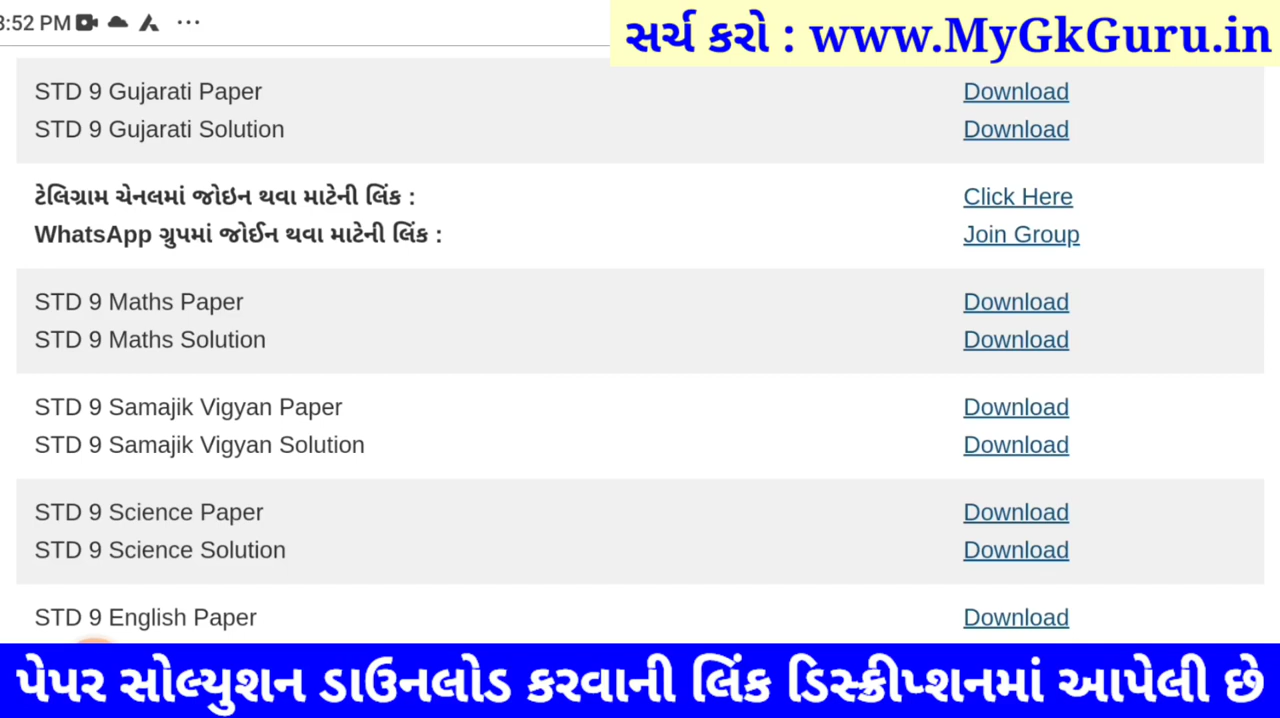 3:52 PM
સર્ચ કરો : www.MyGkGuru.in
STD 9 Gujarati Paper Download
STD 9 Gujarati Solution Download
ટેલિગ્રામ ચેનલમાં જોઇન થવા માટેની લિંક : Click Here
WhatsApp ગ્રુપમાં જોઈન થવા માટેની લિંક : Join Group
STD 9 Maths Paper Download
STD 9 Maths Solution Download
STD 9 Samajik Vigyan Paper Download
STD 9 Samajik Vigyan Solution Download
STD 9 Science Paper Download
STD 9 Science Solution Download
STD 9 English Paper Download
પેપર સોલ્યુશન ડાઉનલોડ કરવાની લિંક ડિસ્ક્રીપ્શનમાં આપેલી છે